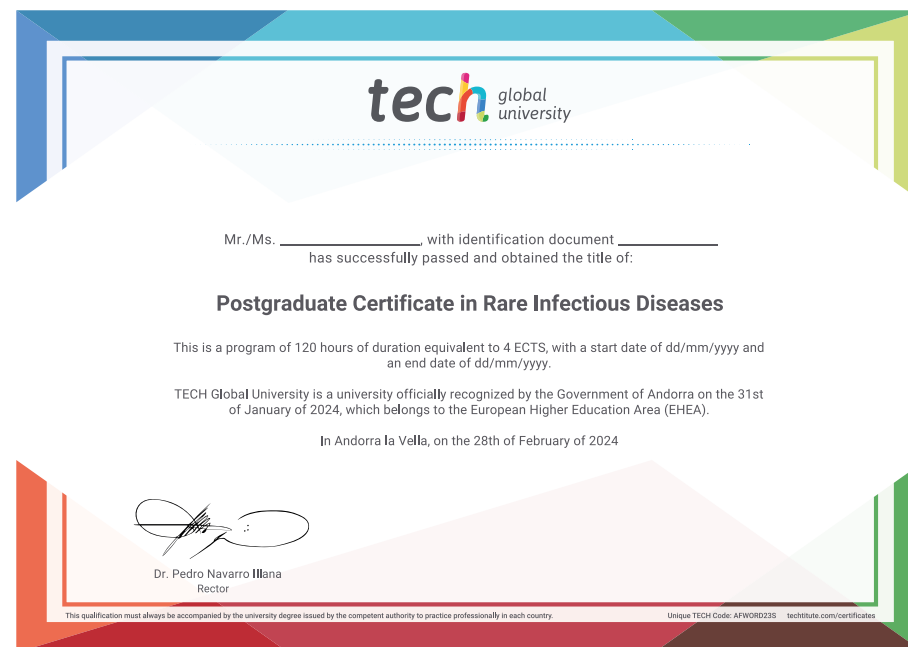 tech global university
Mr./Ms. ____________, with identification document ____________
has successfully passed and obtained the title of:
Postgraduate Certificate in Rare Infectious Diseases
This is a program of 120 hours of duration equivalent to 4 ECTS, with a start date of dd/mm/yyyy and
an end date of dd/mm/yyyy.
TECH Global University is a university officially recognized by the Government of Andorra on the 31st
of January of 2024, which belongs to the European Higher Education Area (EHEA).
In Andorra la Vella, on the 28th of February of 2024
Dr. Pedro Navarro Illana
Rector
This qualification must always be accompanied by the university degree issued by the competent authority to practice professionally in each country.
Unique TECH Code: AFWORD23S techtitute.com/certificates